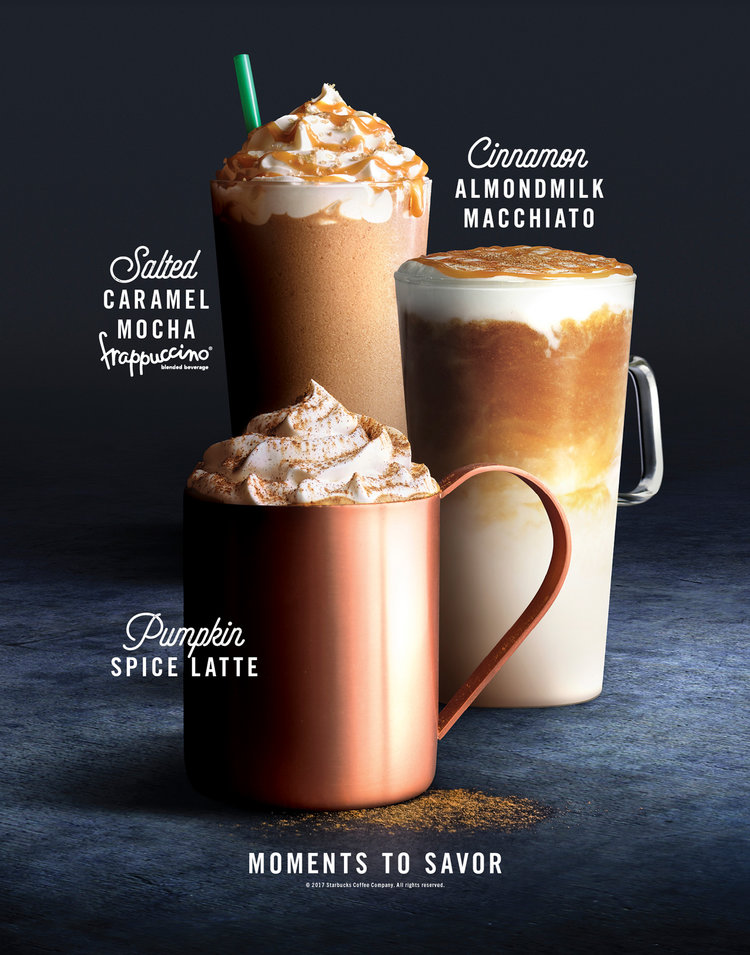 Cinnamon
ALMONDMILK
MACCHIATO
Salted
CARAMEL
MOCHA
frappuccino®
blended beverage
Pumpkin
SPICE LATTE
MOMENTS TO SAVOR
© 2017 Starbucks Coffee Company. All rights reserved.